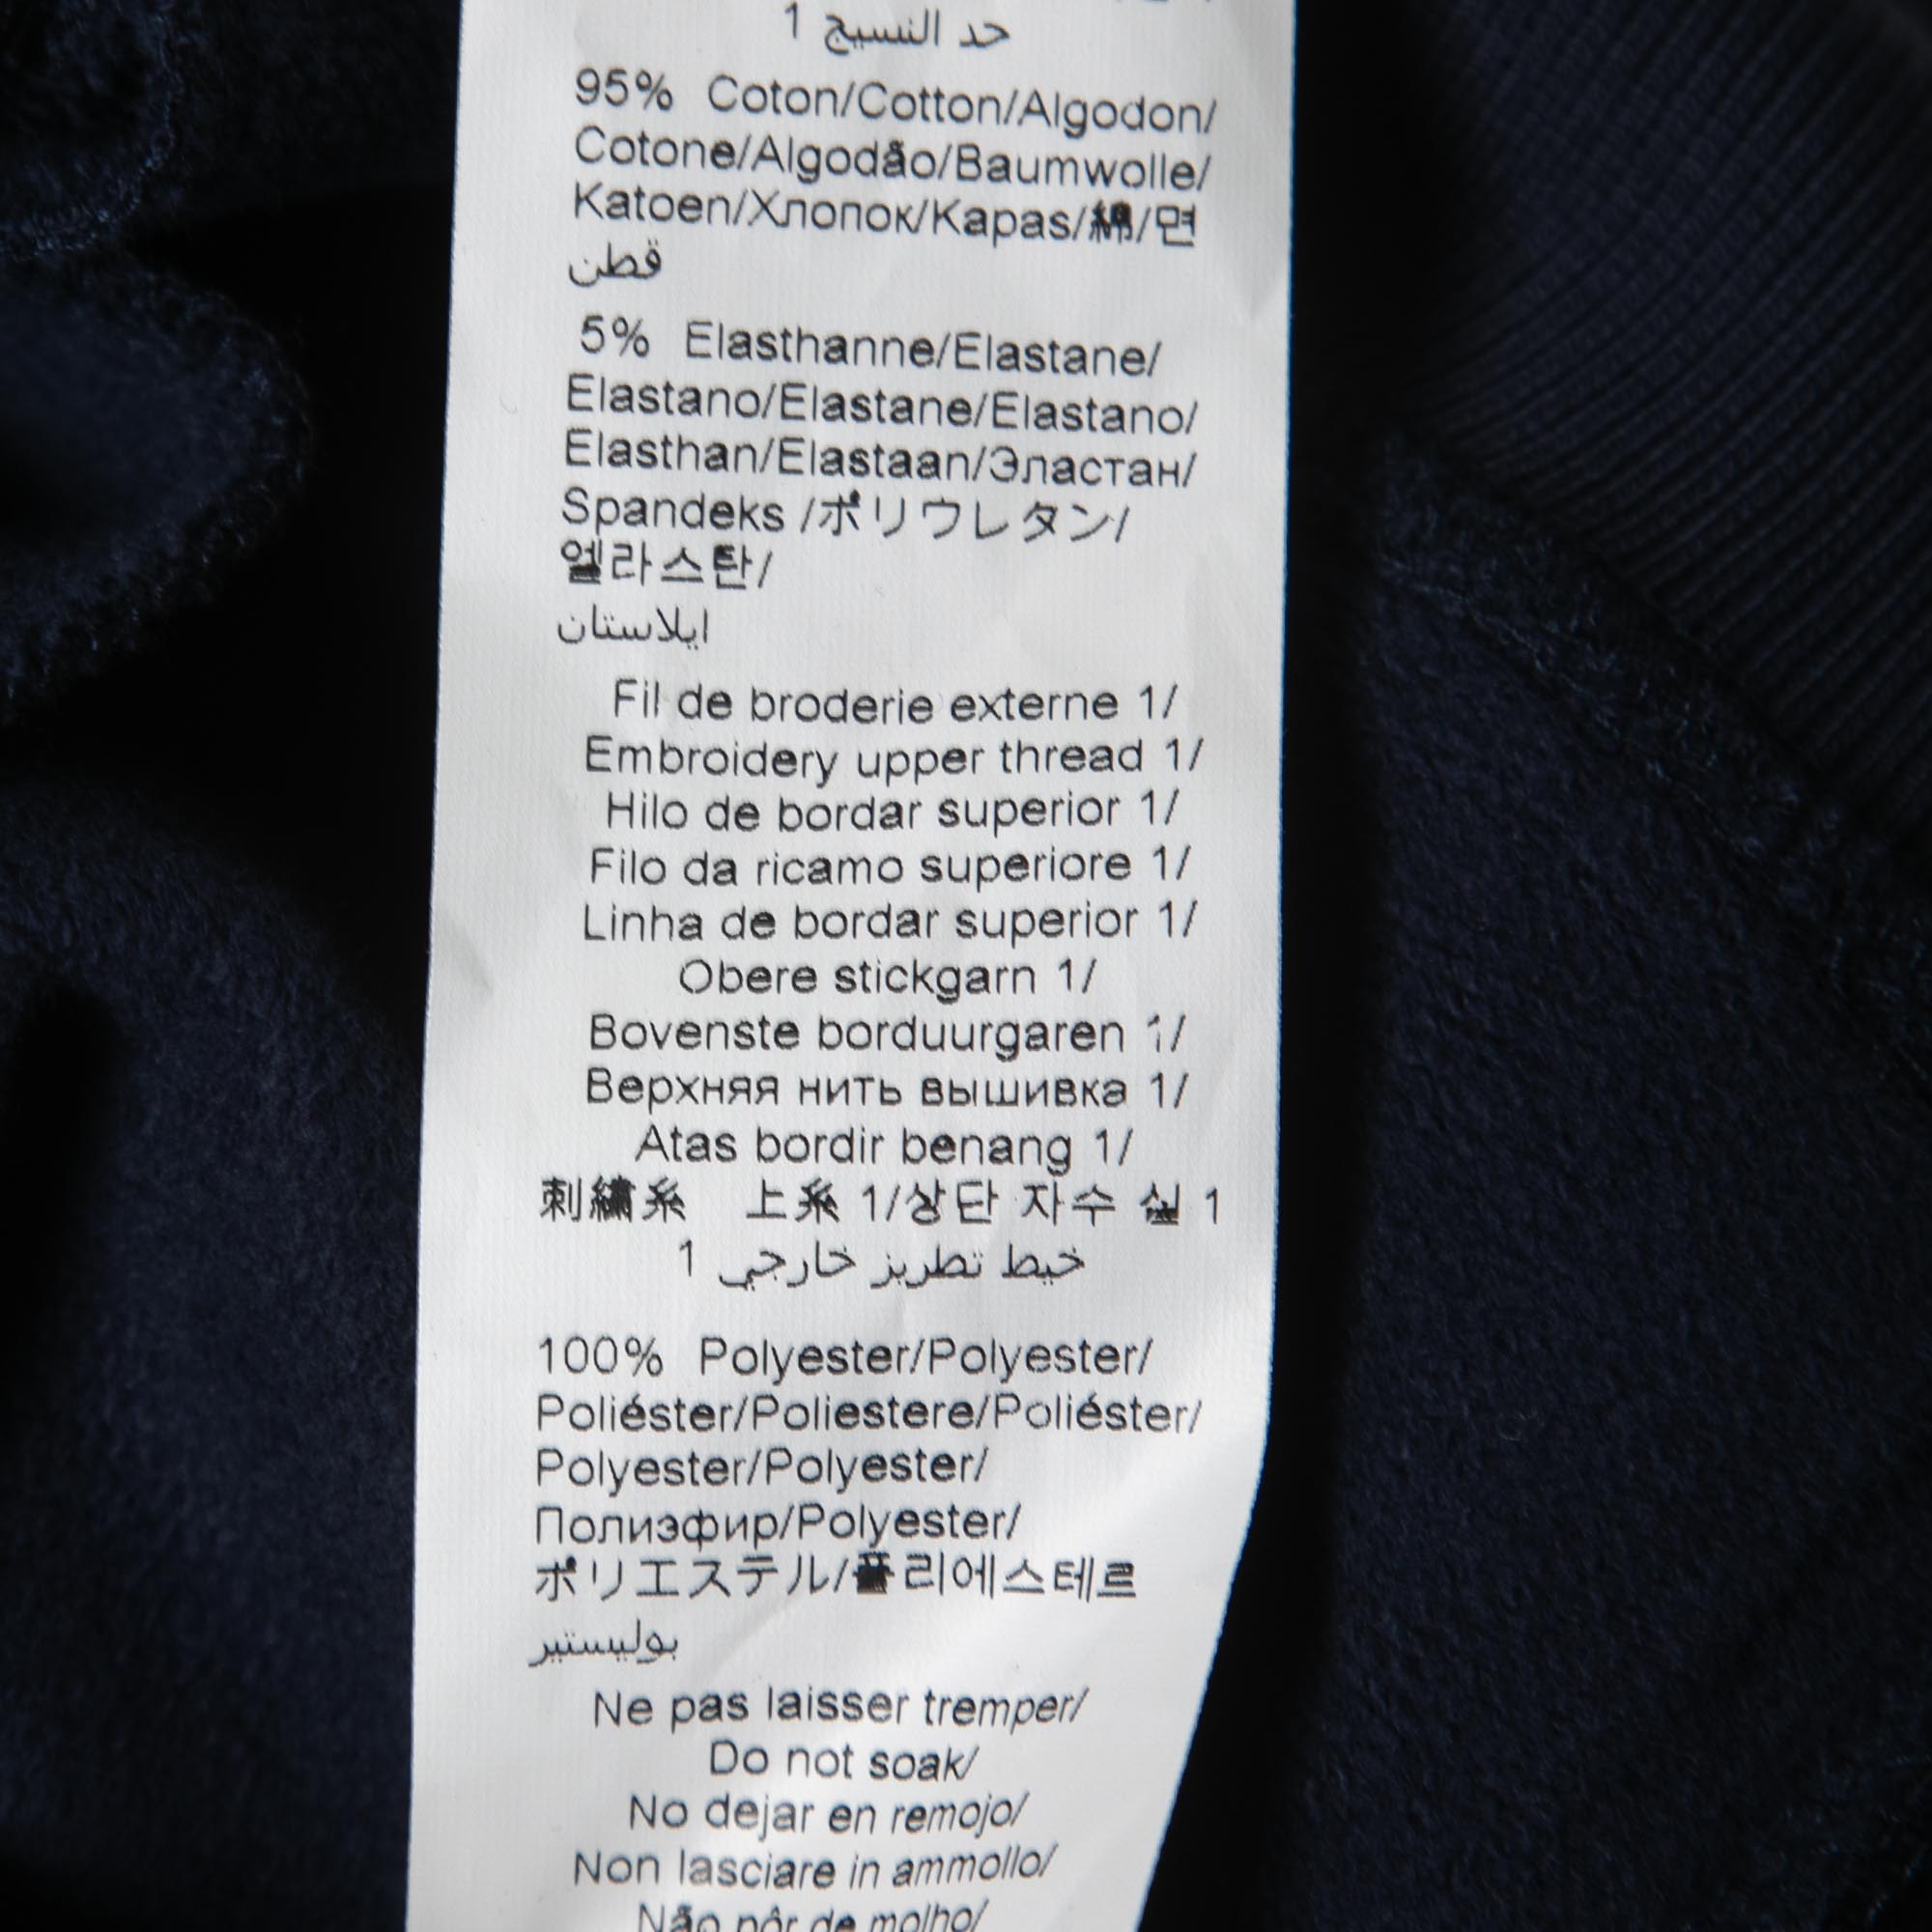 حد النسيج 1
95% Coton/Cotton/Algodon/
Cotone/Algodão/Baumwolle/
Katoen/Хлопок/Kapas/綿/면
قطن
5% Elasthanne/Elastane/
Elastano/Elastane/Elastano/
Elasthan/Elastaan/Эластан/
Spandeks /ポリウレタン/
엘라스탄/
ايلاستان
Fil de broderie externe 1/
Embroidery upper thread 1/
Hilo de bordar superior 1/
Filo da ricamo superiore 1/
Linha de bordar superior 1/
Obere stickgarn 1/
Bovenste borduurgaren 1/
Верхняя нить вышивка 1/
Atas bordir benang 1/
刺繍糸 上糸 1/상단 자수 실 1
خيط تطريز خارجي 1
100% Polyester/Polyester/
Poliéster/Poliestere/Poliéster/
Polyester/Polyester/
Полиэфир/Polyester/
ポリエステル/폴리에스테르
بوليستير
Ne pas laisser tremper/
Do not soak/
No dejar en remojo/
Non lasciare in ammollo/
Não pôr de molho/